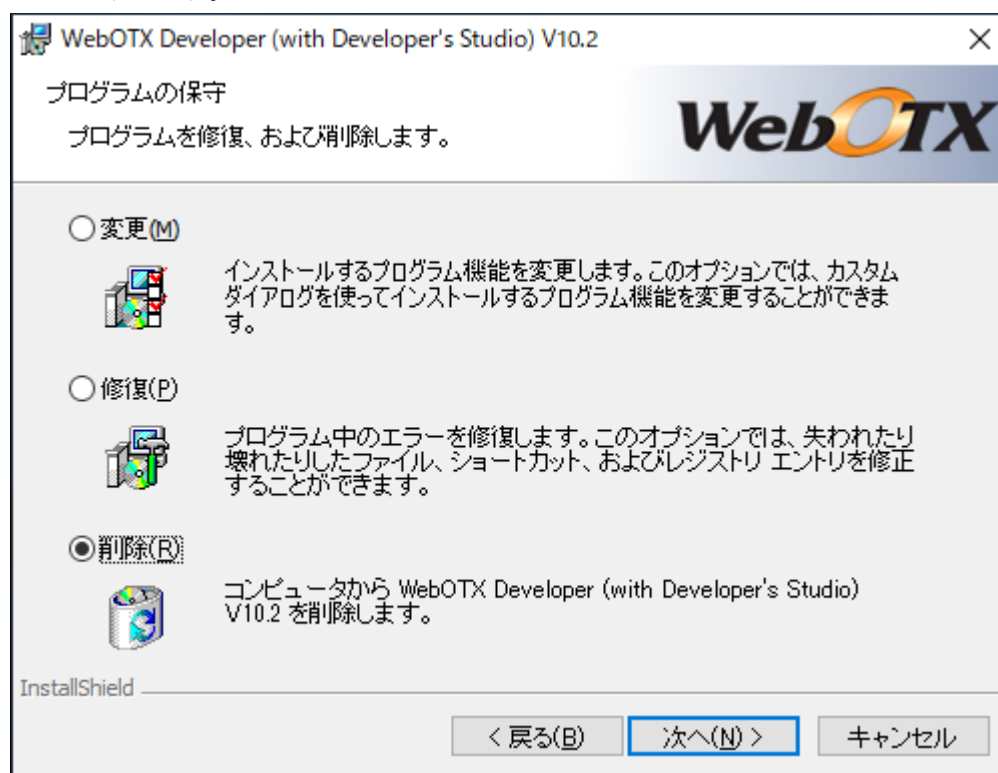 WebOTX Developer (with Developer's Studio) V10.2
プログラムの保守
プログラムを修復、および削除します。
WebOTX
変更(M)
インストールするプログラム機能を変更します。このオプションでは、カスタム
ダイアログを使ってインストールするプログラム機能を変更することができま
す。
修復(P)
プログラム中のエラーを修復します。このオプションでは、失われたり
壊れたりしたファイル、ショートカット、およびレジストリ エントリを修正
することができます。
削除(R)
コンピュータから WebOTX Developer (with Developer's Studio)
V10.2 を削除します。
InstallShield
< 戻る(B) 次へ(N) > キャンセル